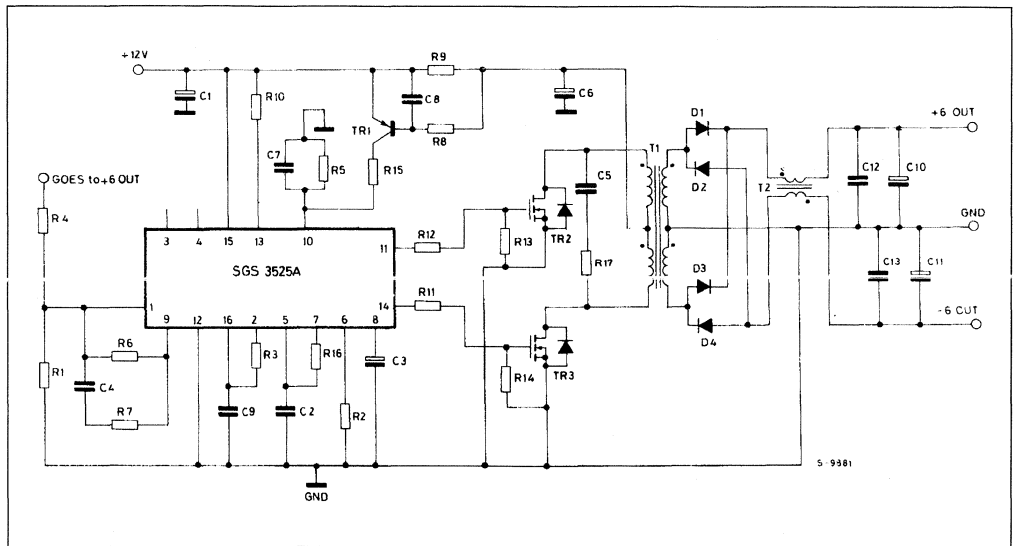 +12V
R9
C1
R10
C8
C6
TR1
R8
D1
+6 OUT
C7
R5
R15
T1
C5
D2
T2
C12
C10
GOES to +6 OUT
R4
3
4
15
13
10
11
R12
TR2
R13
R17
GND
SGS 3525A
R11
14
D3
C13
C11
1
9
12
16
2
5
7
6
8
D4
-6 CUT
R6
R3
R16
C3
R14
TR3
R1
C4
R7
C9
C2
R2
S-9881
GND